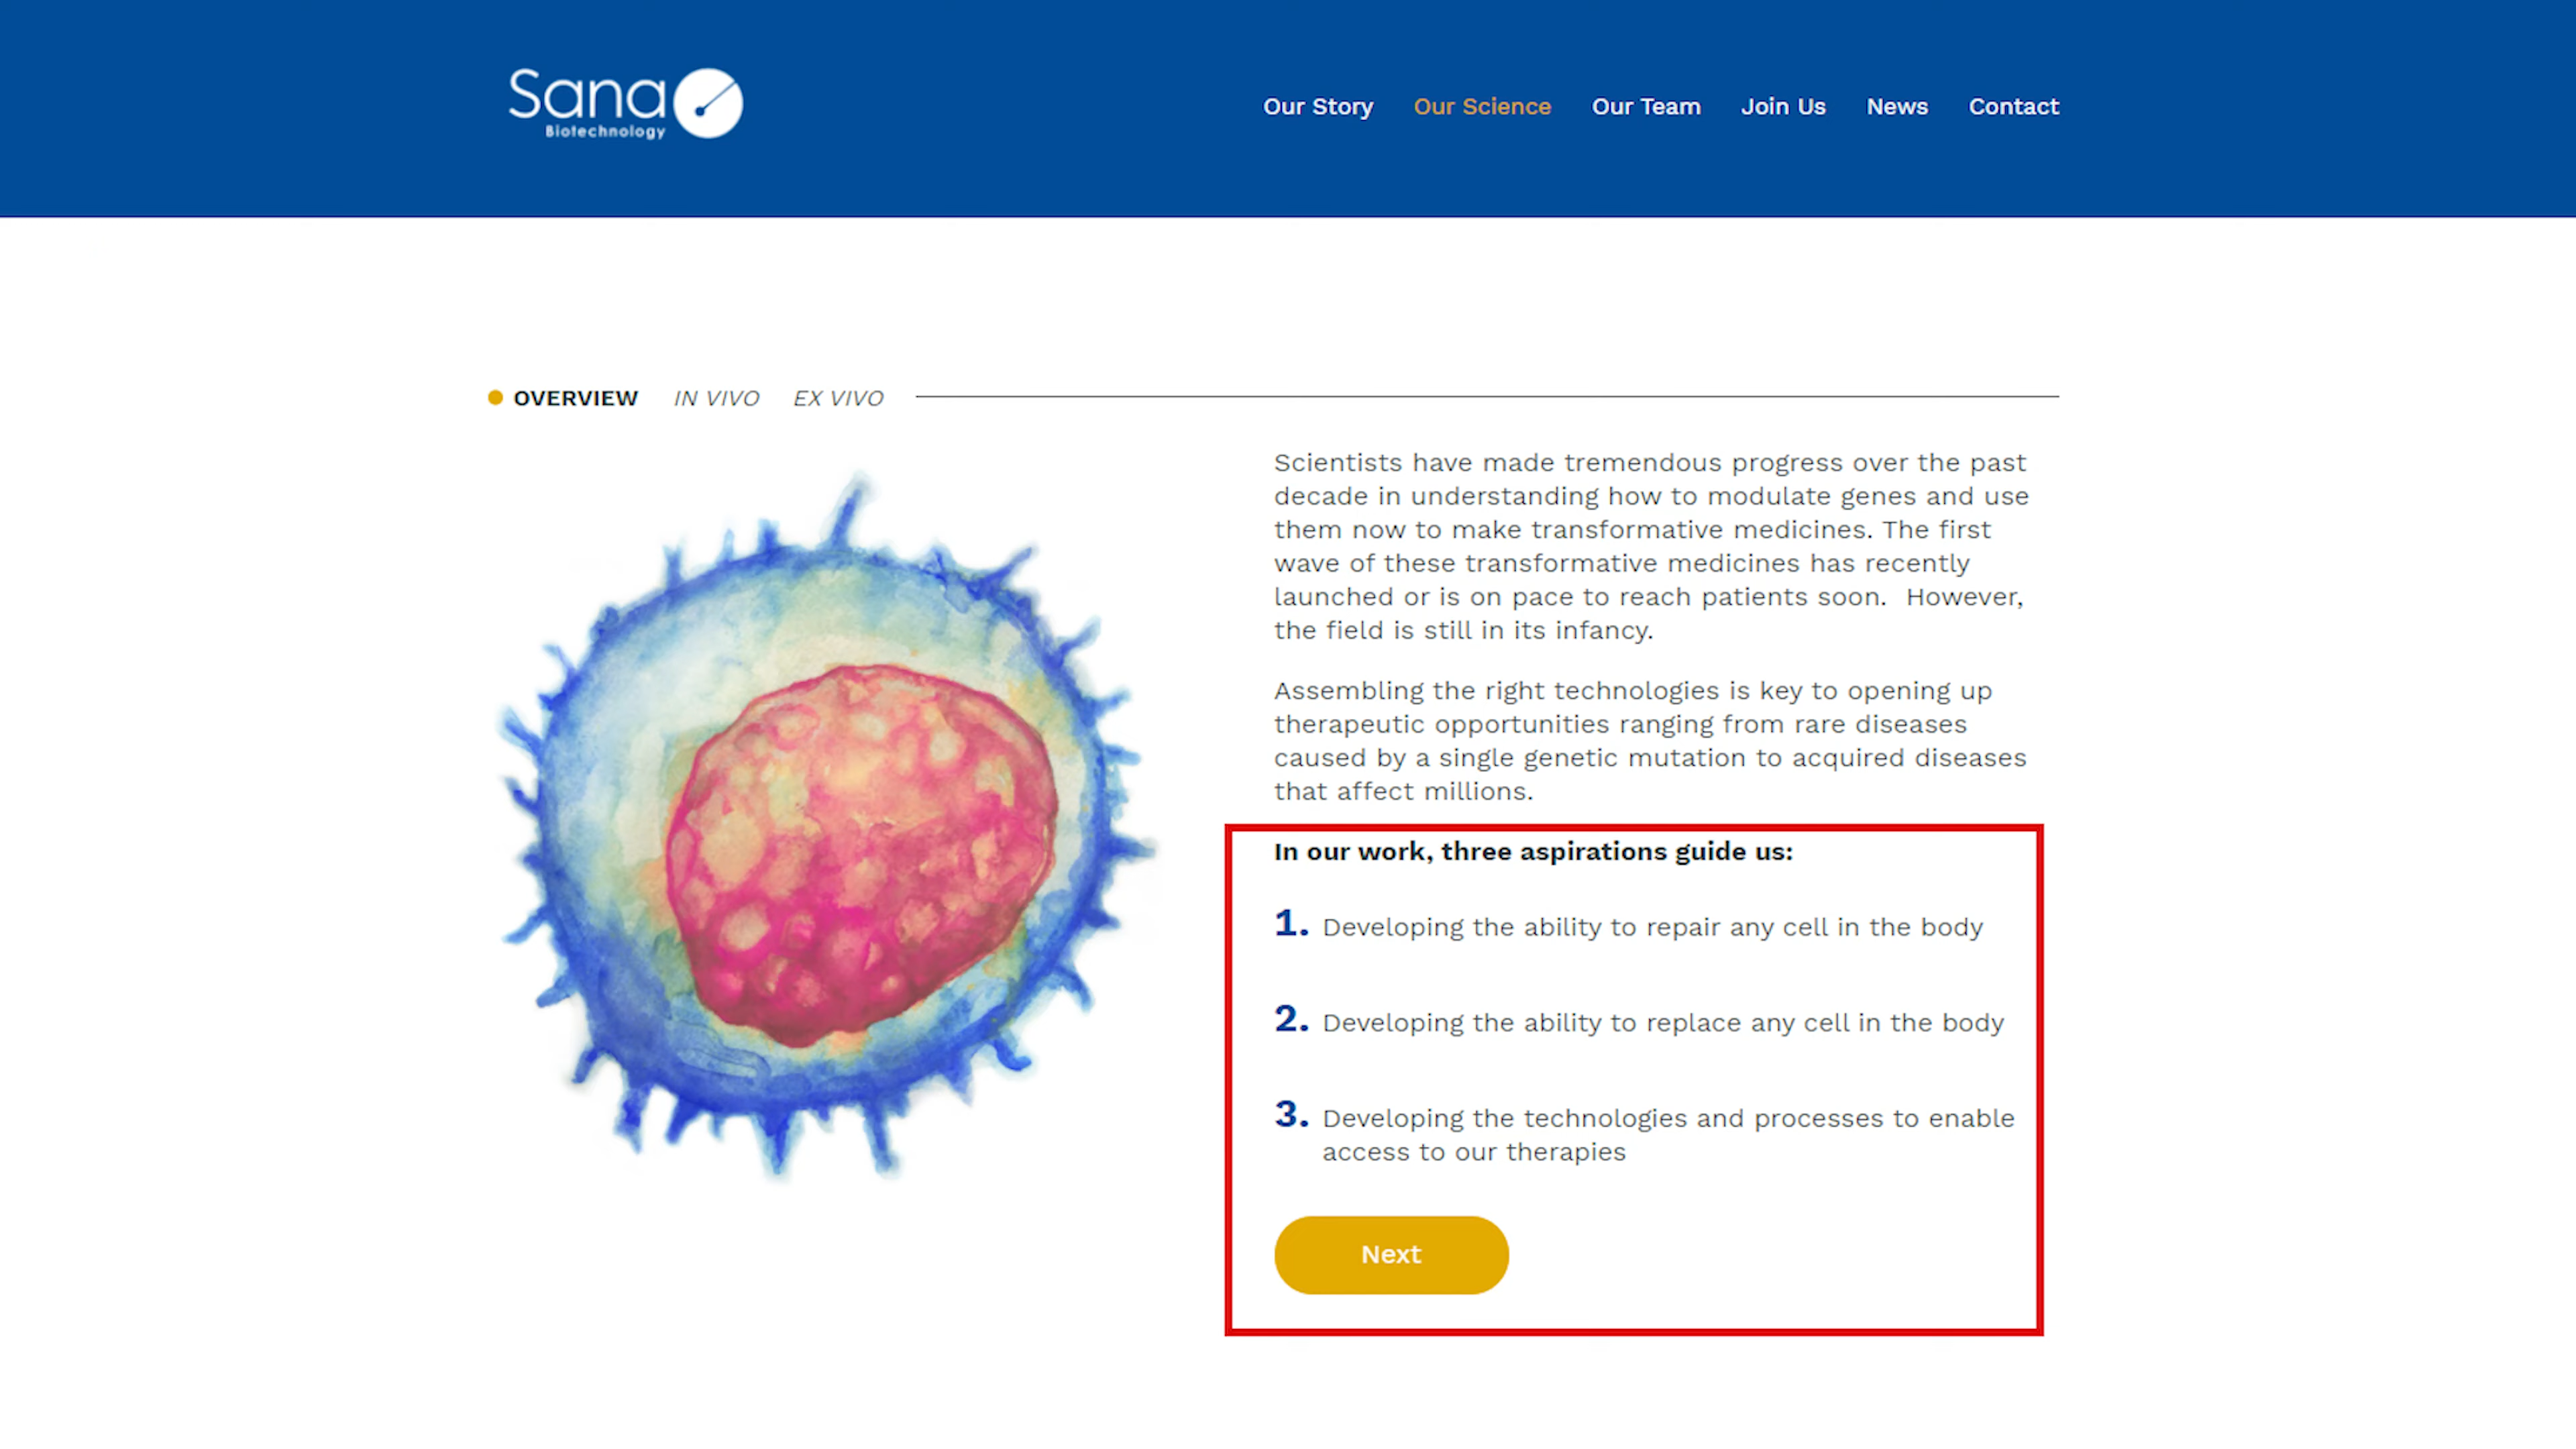 Sana
Biotechnology
Our Story Our Science Our Team Join Us News Contact
OVERVIEW IN VIVO EX VIVO
Scientists have made tremendous progress over the past
decade in understanding how to modulate genes and use
them now to make transformative medicines. The first
wave of these transformative medicines has recently
launched or is on pace to reach patients soon.  However,
the field is still in its infancy.
Assembling the right technologies is key to opening up
therapeutic opportunities ranging from rare diseases
caused by a single genetic mutation to acquired diseases
that affect millions.
In our work, three aspirations guide us:
1. Developing the ability to repair any cell in the body
2. Developing the ability to replace any cell in the body
3. Developing the technologies and processes to enable
access to our therapies
Next